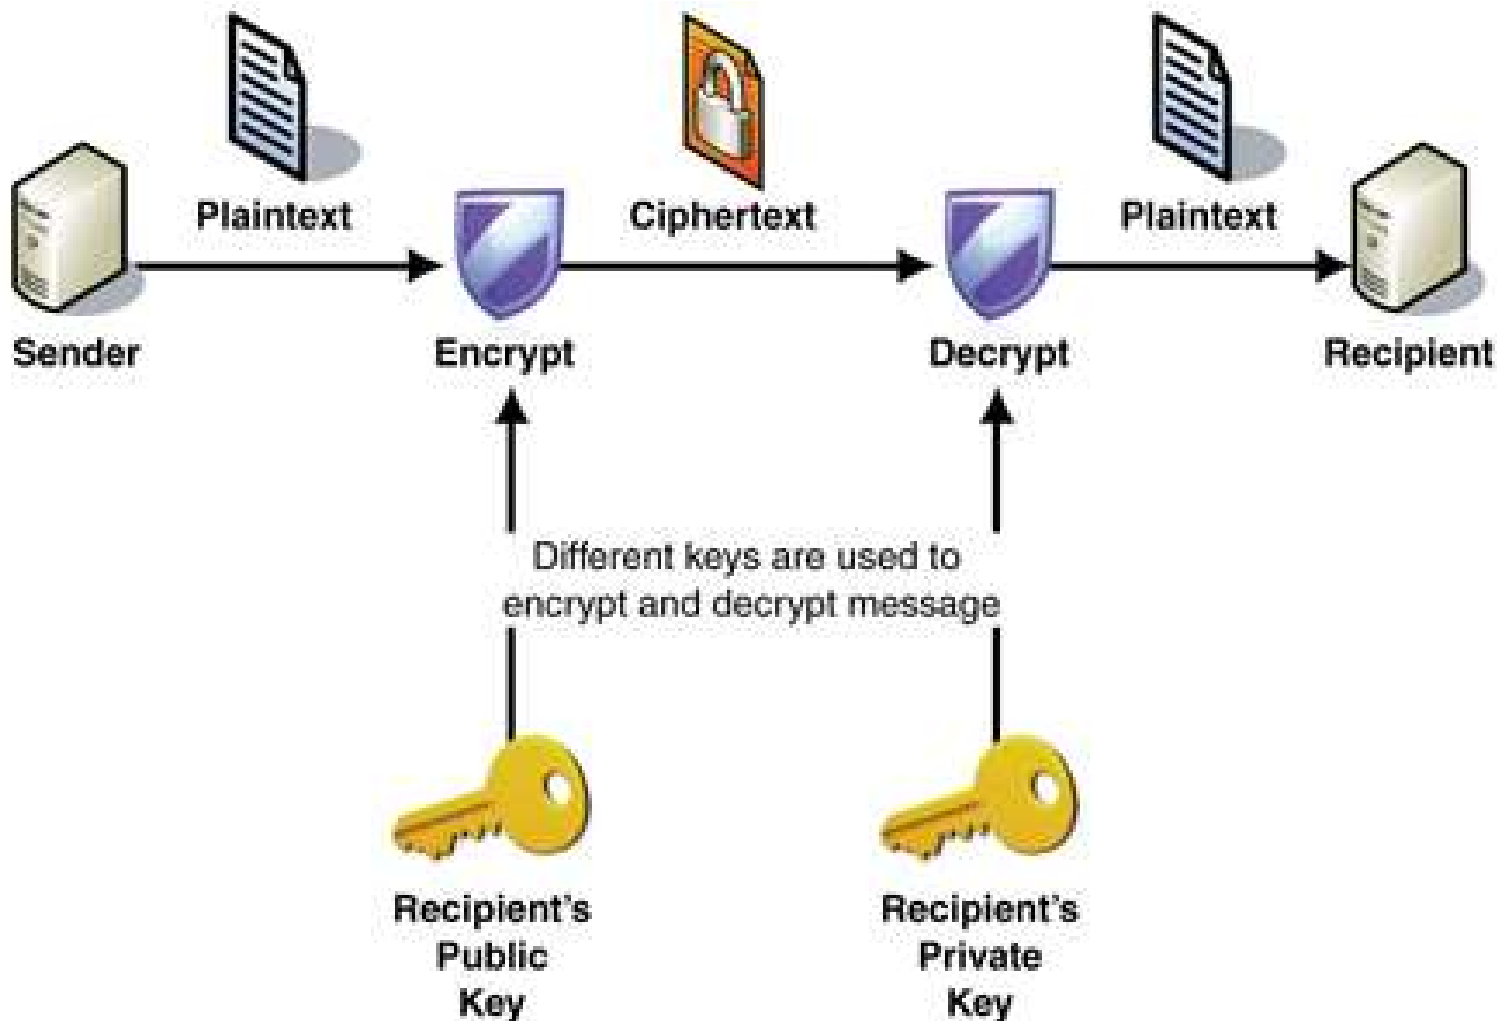 Plaintext
Ciphertext
Plaintext
Sender
Encrypt
Decrypt
Recipient
Different keys are used to
encrypt and decrypt message
Recipient's
Public
Key
Recipient's
Private
Key